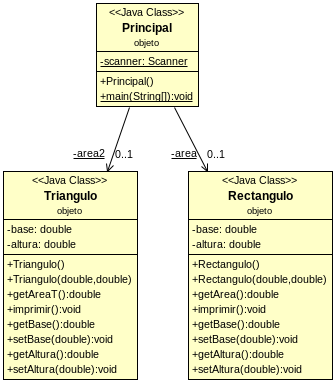 <<Java Class>>
Principal
objeto
-scanner: Scanner
+Principal()
+main(String[]):void
-area2 0..1
-area 0..1
<<Java Class>>
Triangulo
objeto
-base: double
-altura: double
+Triangulo()
+Triangulo(double,double)
+getAreaT():double
+imprimir():void
+getBase():double
+setBase(double):void
+getAltura():double
+setAltura(double):void
<<Java Class>>
Rectangulo
objeto
-base: double
-altura: double
+Rectangulo()
+Rectangulo(double,double)
+getArea():double
+imprimir():void
+getBase():double
+setBase(double):void
+getAltura():double
+setAltura(double):void